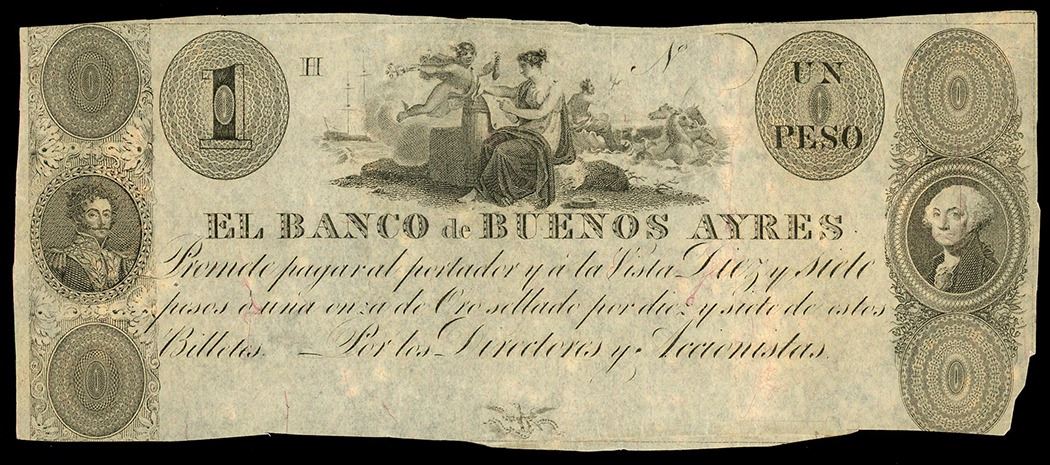 1 H Nº UN PESO
EL BANCO de BUENOS AYRES
Promete pagar al portador y á la Vista Diez y siete
pesos ó una onza de Oro sellado por diez y siete de estos
Billetes. — Por los Directores y Accionistas.